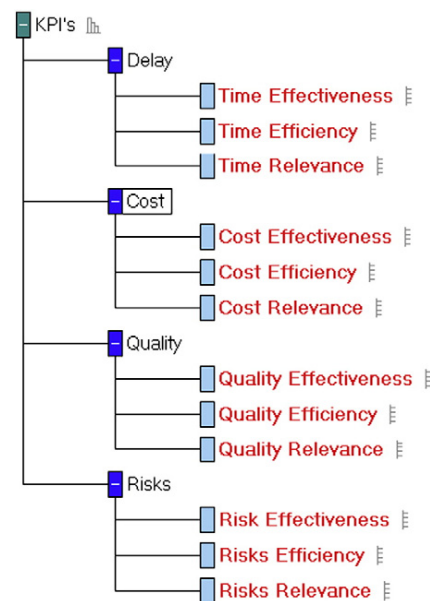 KPI's
Delay
Time Effectiveness
Time Efficiency
Time Relevance
Cost
Cost Effectiveness
Cost Efficiency
Cost Relevance
Quality
Quality Effectiveness
Quality Efficiency
Quality Relevance
Risks
Risk Effectiveness
Risks Efficiency
Risks Relevance